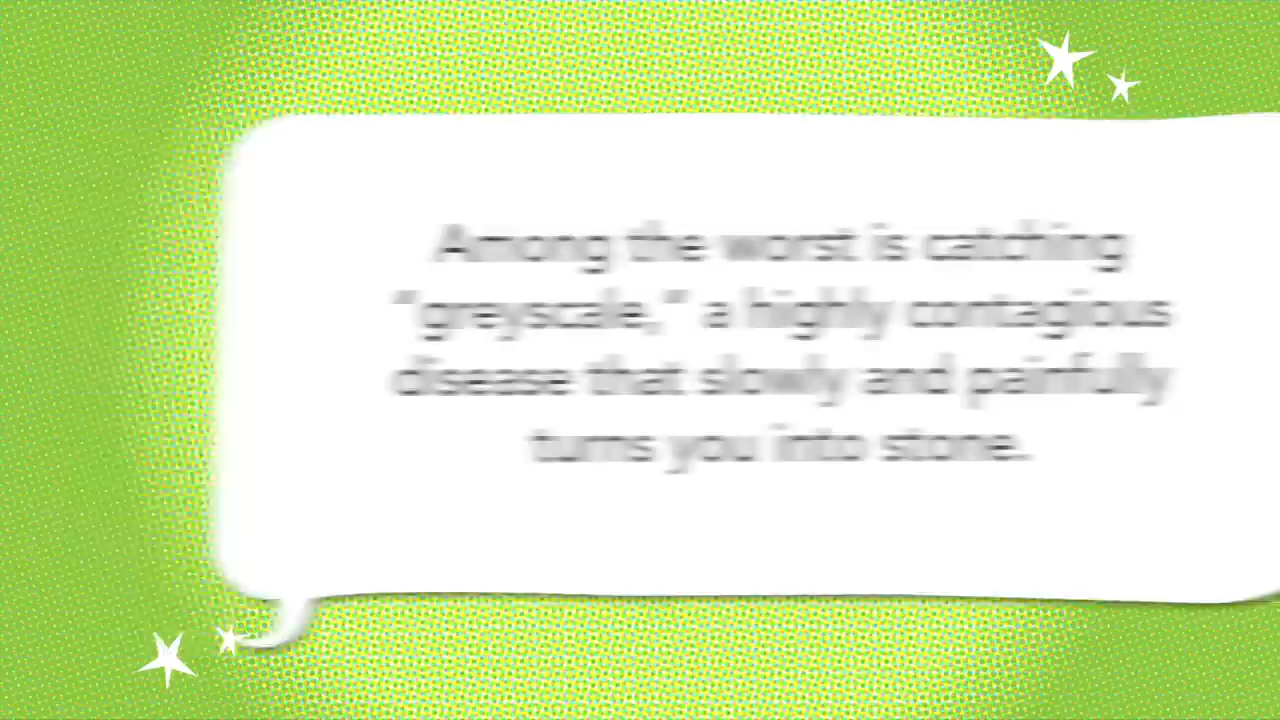 Among the worst is catching
"greyscale," a highly contagious
disease that slowly and painfully
turns you into stone.